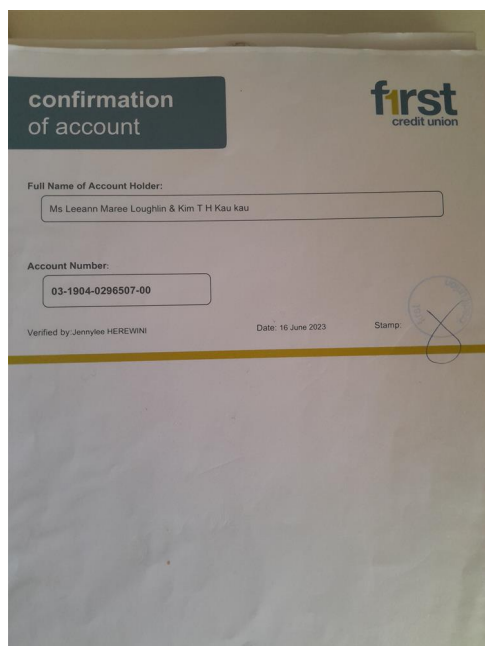 confirmation
of account
f1rst
credit union
Full Name of Account Holder:
Ms Leeann Maree Loughlin & Kim T H Kau kau
Account Number:
03-1904-0296507-00
Verified by:Jennylee HEREWINI
Date: 16 June 2023
Stamp: